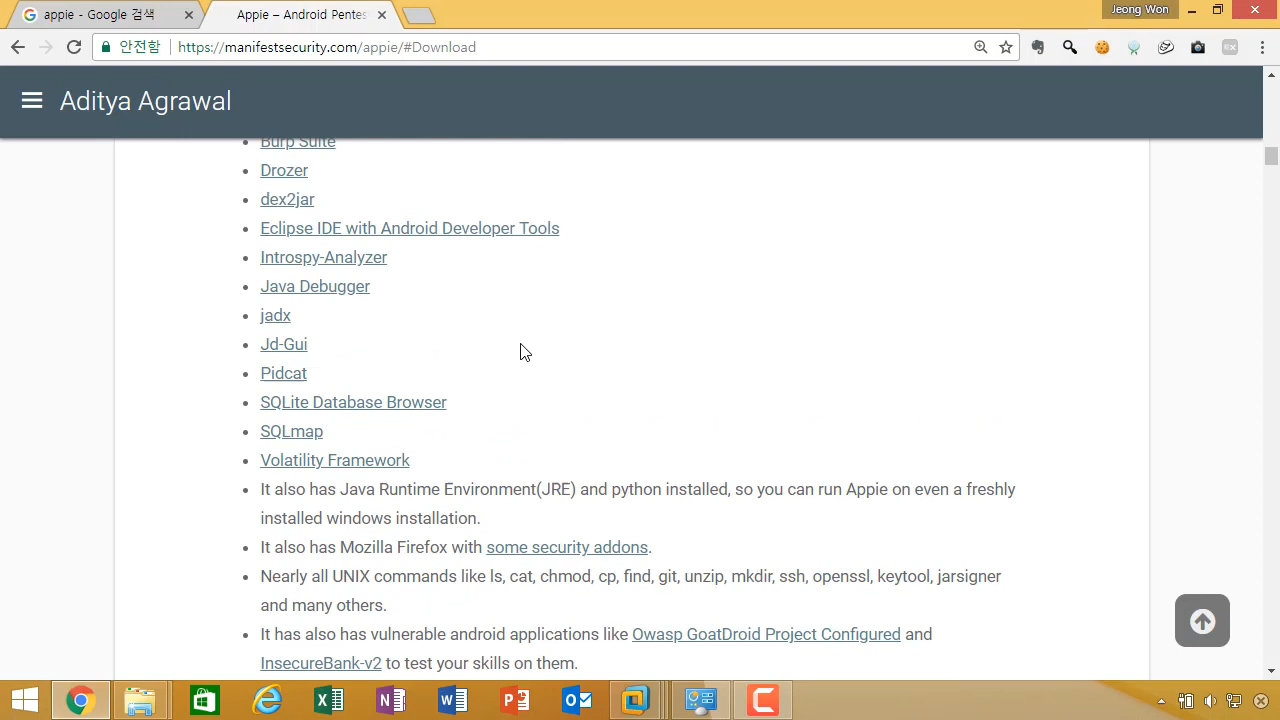 appie - Google 검색
Appie – Android Pentes
Jeong Won
안전함
https://manifestsecurity.com/appie/#Download
Aditya Agrawal
Burp Suite
Drozer
dex2jar
Eclipse IDE with Android Developer Tools
Introspy-Analyzer
Java Debugger
jadx
Jd-Gui
Pidcat
SQLite Database Browser
SQLmap
Volatility Framework
It also has Java Runtime Environment(JRE) and python installed, so you can run Appie on even a freshly
installed windows installation.
It also has Mozilla Firefox with some security addons.
Nearly all UNIX commands like ls, cat, chmod, cp, find, git, unzip, mkdir, ssh, openssl, keytool, jarsigner
and many others.
It has also has vulnerable android applications like Owasp GoatDroid Project Configured and
InsecureBank-v2 to test your skills on them.